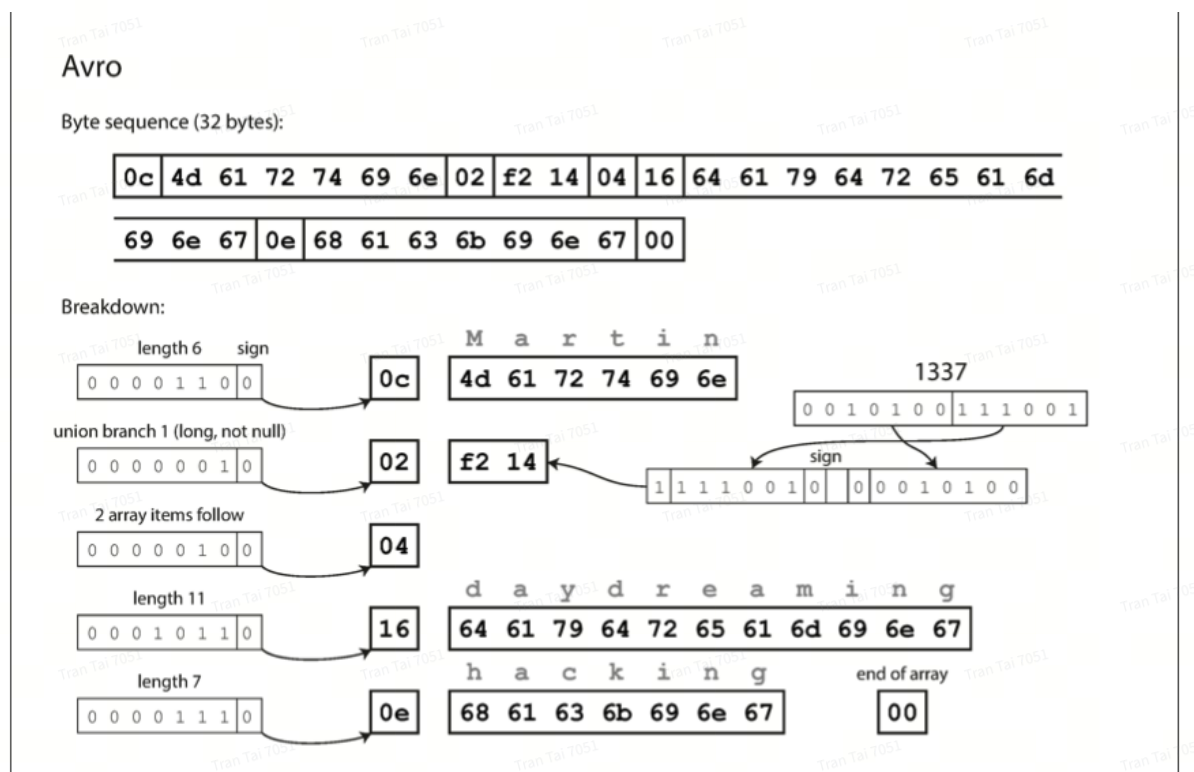 Avro
Byte sequence (32 bytes):
0c 4d 61 72 74 69 6e 02 f2 14 04 16 64 61 79 64 72 65 61 6d
69 6e 67 0e 68 61 63 6b 69 6e 67 00
Breakdown:
length 6 sign
0 0 0 0 1 1 0 0
0c
M a r t i n
4d 61 72 74 69 6e
1337
0 0 1 0 1 0 0 1 1 1 0 0 1
union branch 1 (long, not null)
0 0 0 0 0 0 1 0
02
f2 14
sign
1 1 1 1 0 0 1 0 0 0 0 1 0 1 0 0
2 array items follow
0 0 0 0 0 1 0 0
04
length 11
0 0 0 1 0 1 1 0
16
d a y d r e a m i n g
64 61 79 64 72 65 61 6d 69 6e 67
length 7
0 0 0 0 1 1 1 0
0e
h a c k i n g
68 61 63 6b 69 6e 67
end of array
00
Tran Tai 7051